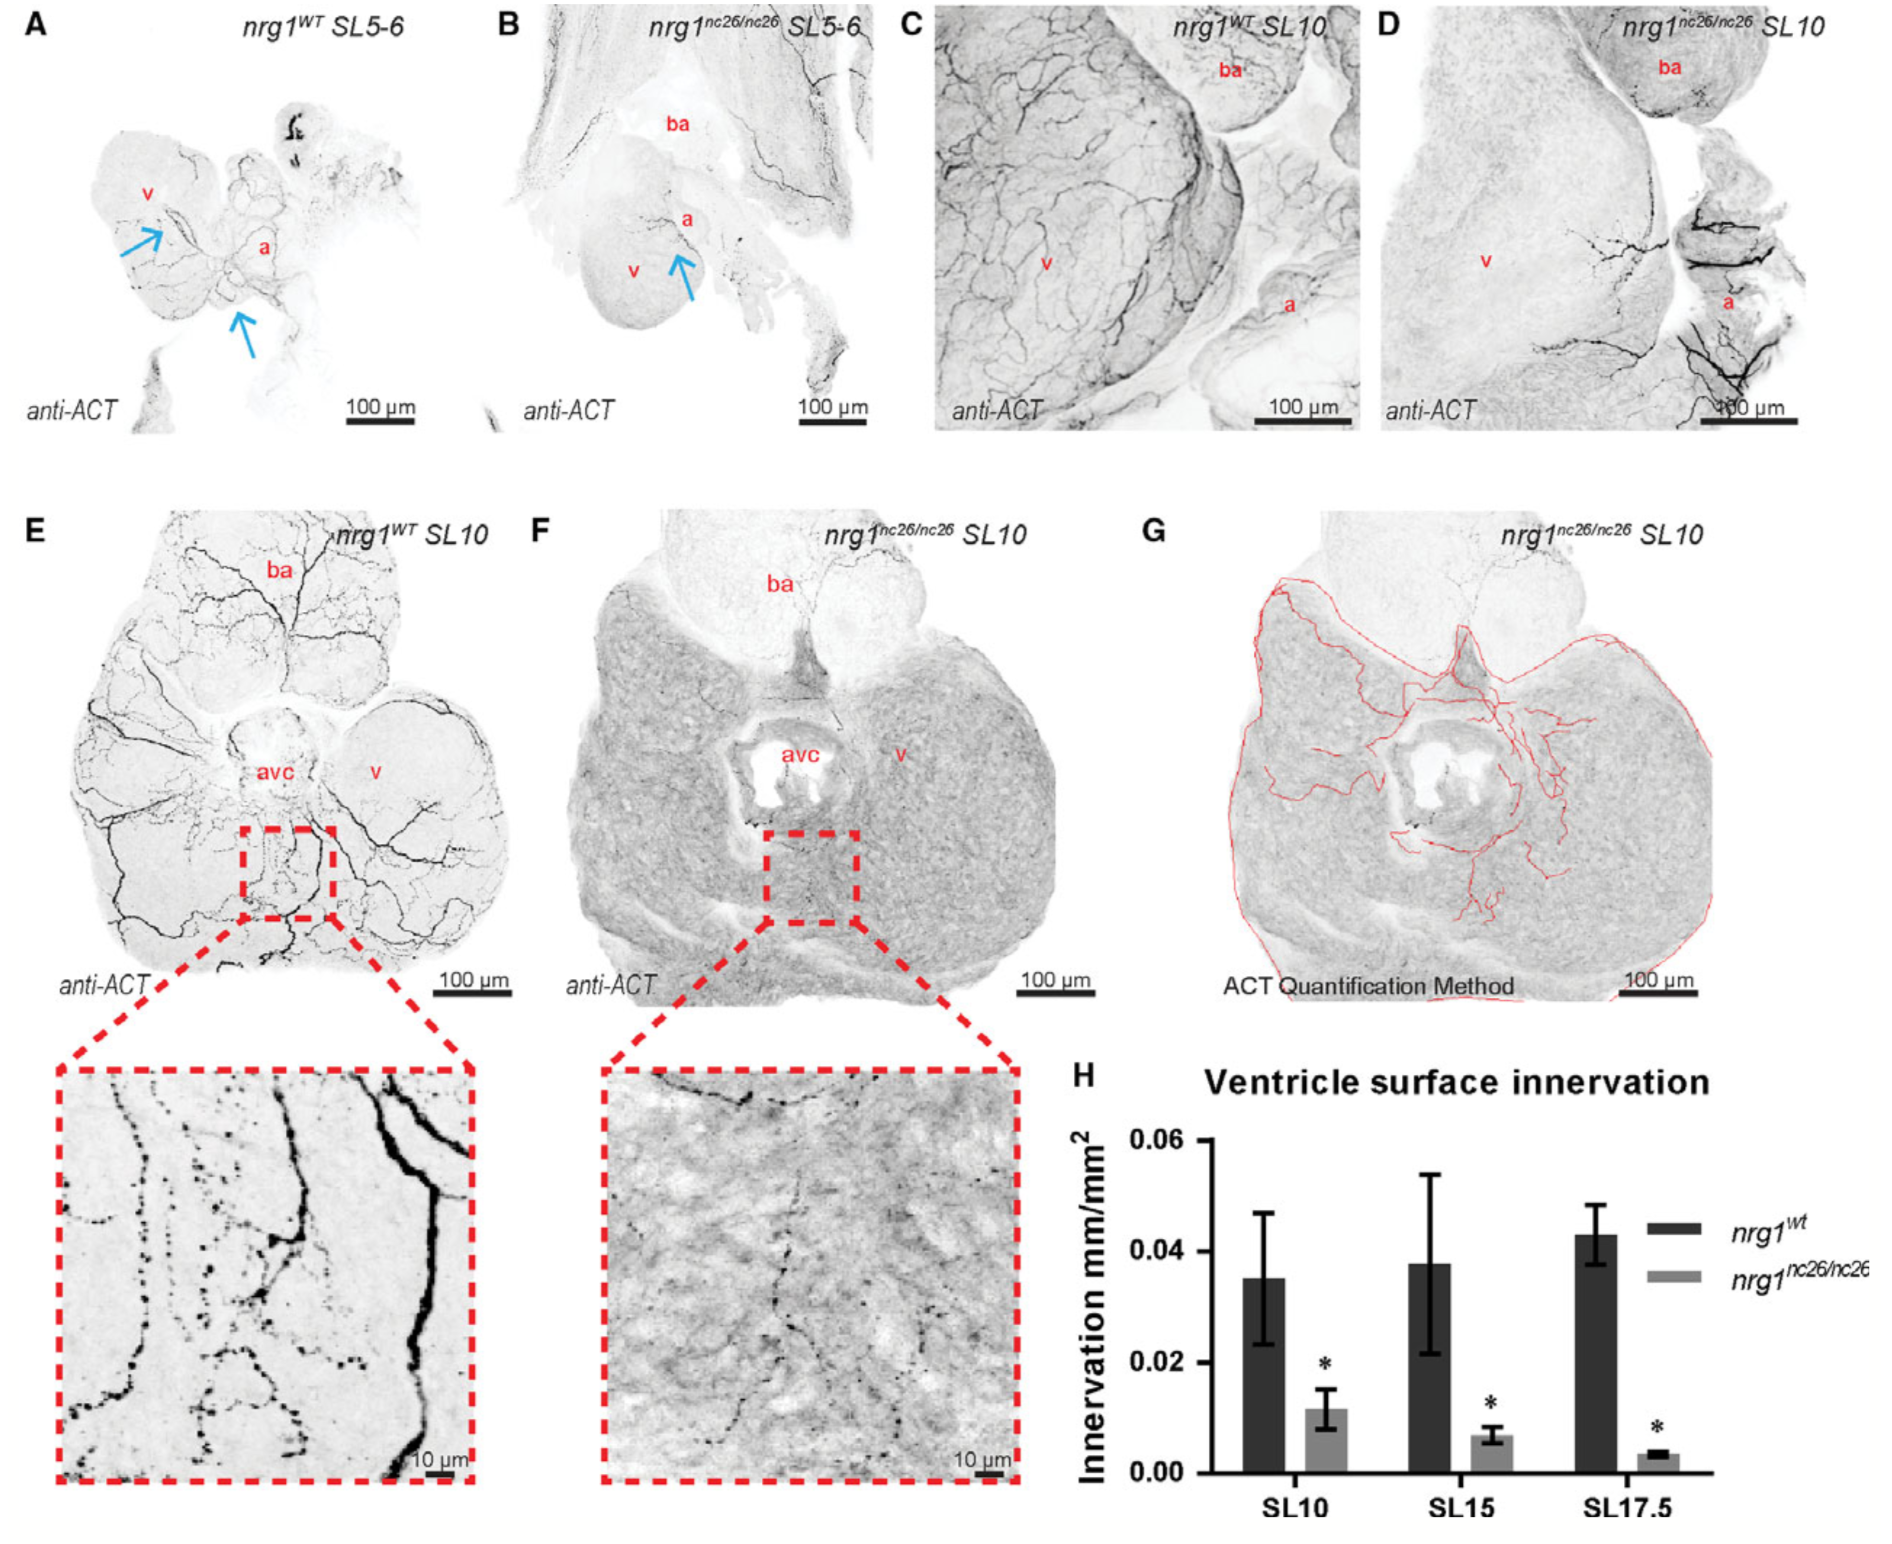 A
nrg1WT SL5-6
v
a
anti-ACT
100 µm
B
nrg1nc26/nc26 SL5-6
ba
a
v
anti-ACT
100 µm
C
nrg1WT SL10
ba
v
a
anti-ACT
100 µm
D
nrg1nc26/nc26 SL10
ba
v
a
anti-ACT
100 µm
E
nrg1WT SL10
ba
avc
v
anti-ACT
100 µm
10 µm
F
nrg1nc26/nc26 SL10
ba
avc
v
anti-ACT
100 µm
10 µm
G
nrg1nc26/nc26 SL10
ACT Quantification Method
100 µm
H
Ventricle surface innervation
Innervation mm/mm2
0.06
0.04
0.02
0.00
*
*
*
SL10
SL15
SL17.5
nrg1wt
nrg1nc26/nc26